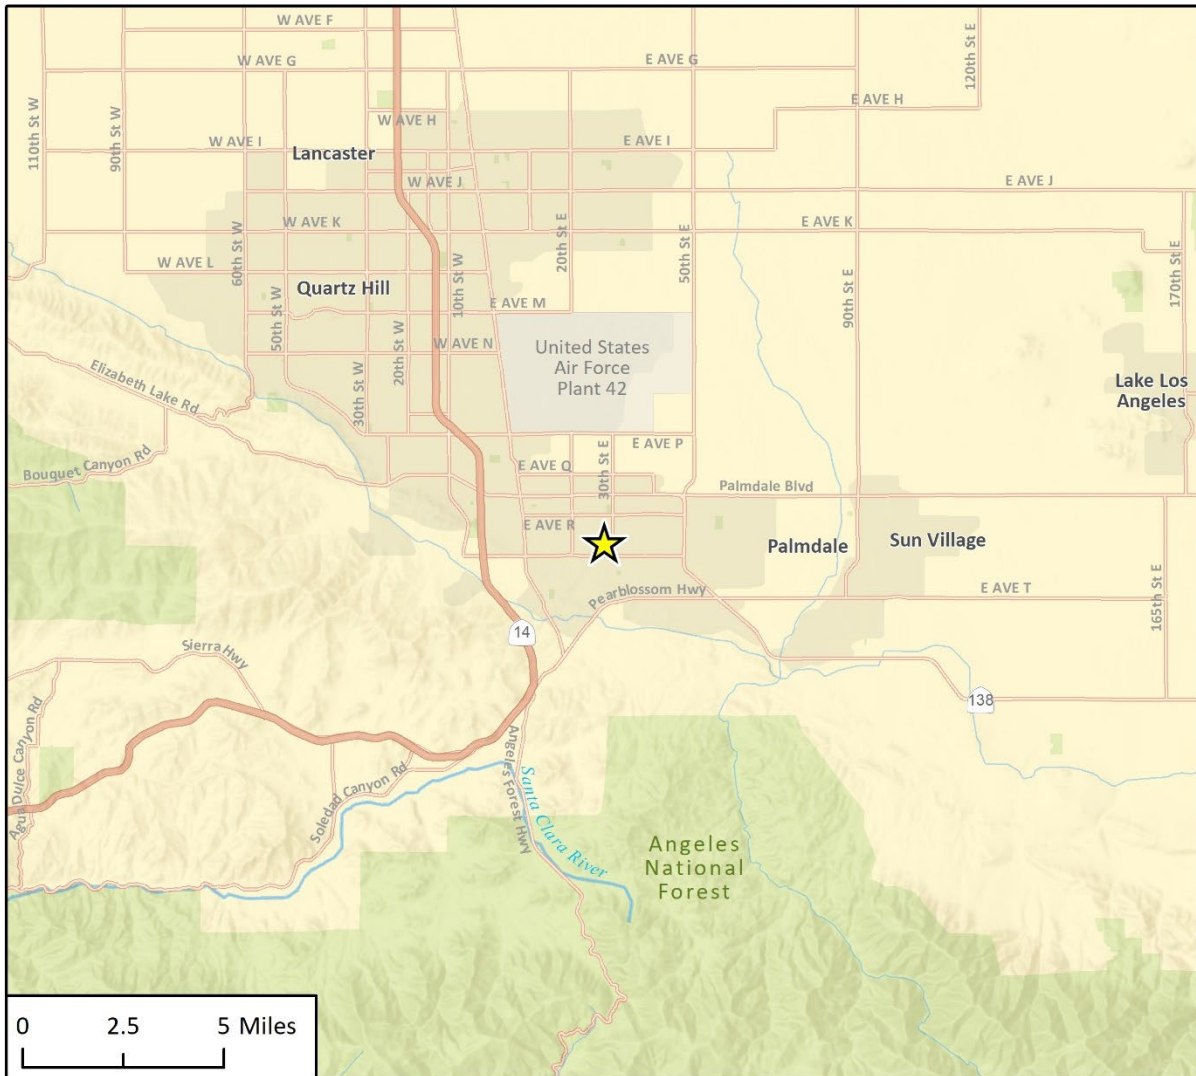 W AVE F
W AVE G
E AVE G
120th St E
110th St W
90th St W
E AVE H
W AVE H
W AVE I
E AVE I
Lancaster
W AVE J
E AVE J
W AVE K
E AVE K
60th St W
20th St E
50th St E
W AVE L
10th St W
170th St E
Quartz Hill
E AVE M
90th St E
50th St W
20th St W
W AVE N
United States
Air Force
Plant 42
30th St W
Elizabeth Lake Rd
Lake Los
Angeles
E AVE P
Bouquet Canyon Rd
E AVE Q
30th St E
Palmdale Blvd
E AVE R
Palmdale
Sun Village
Pearblossom Hwy
E AVE T
165th St E
14
Sierra Hwy
138
Agua Dulce Canyon Rd
Soledad Canyon Rd
Angeles Forest Hwy
Santa Clara River
Angeles
National
Forest
0 2.5 5 Miles